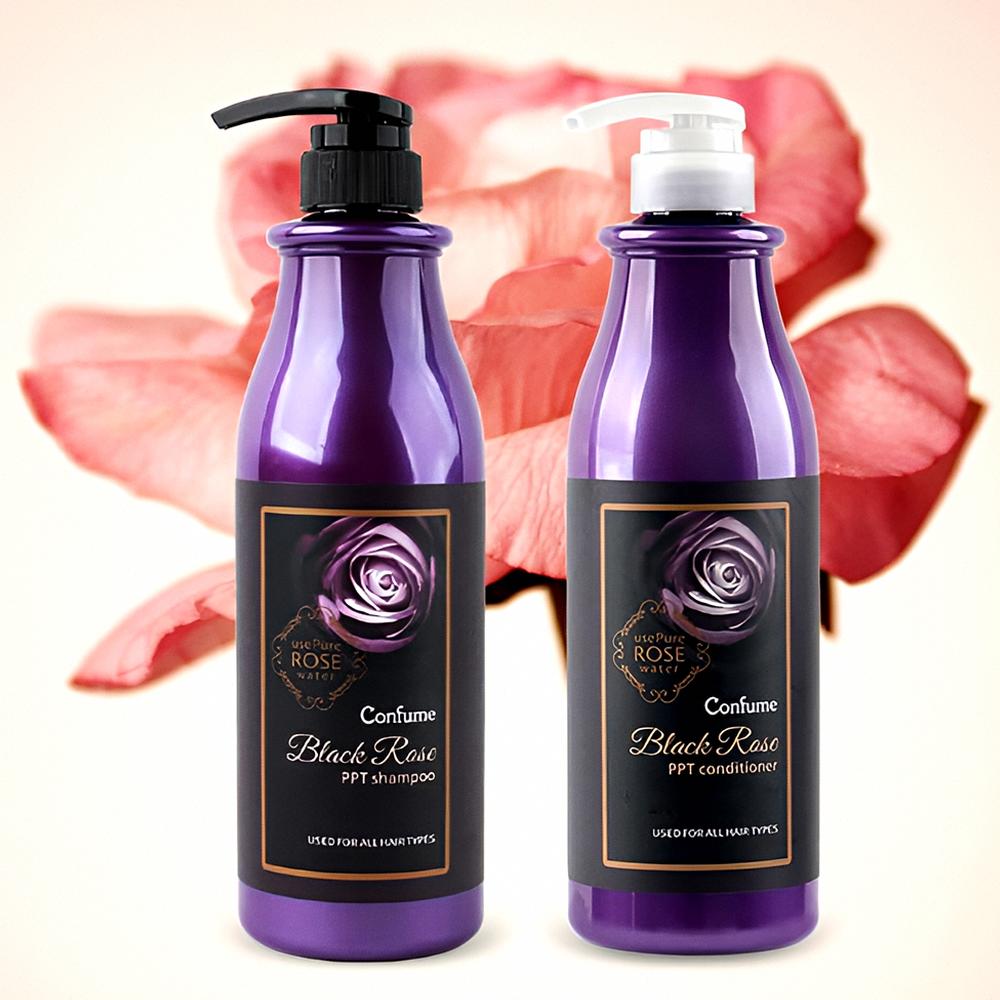 usePure
ROSE
water
Confume
Black Rose
PPT shampoo
USED FOR ALL HAIR TYPES
usePure
ROSE
water
Confume
Black Rose
PPT conditioner
USED FOR ALL HAIR TYPES